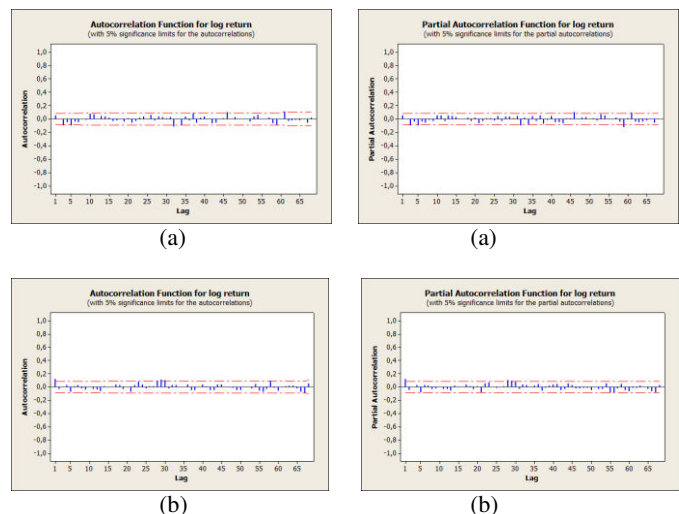 Autocorrelation Function for log return
(with 5% significance limits for the autocorrelations)
Autocorrelation
1,0
0,8
0,6
0,4
0,2
0,0
-0,2
-0,4
-0,6
-0,8
-1,0
1 5 10 15 20 25 30 35 40 45 50 55 60 65
Lag
(a)
Partial Autocorrelation Function for log return
(with 5% significance limits for the partial autocorrelations)
Partial Autocorrelation
1,0
0,8
0,6
0,4
0,2
0,0
-0,2
-0,4
-0,6
-0,8
-1,0
1 5 10 15 20 25 30 35 40 45 50 55 60 65
Lag
(a)
Autocorrelation Function for log return
(with 5% significance limits for the autocorrelations)
Autocorrelation
1,0
0,8
0,6
0,4
0,2
0,0
-0,2
-0,4
-0,6
-0,8
-1,0
1 5 10 15 20 25 30 35 40 45 50 55 60 65
Lag
(b)
Partial Autocorrelation Function for log return
(with 5% significance limits for the partial autocorrelations)
Partial Autocorrelation
1,0
0,8
0,6
0,4
0,2
0,0
-0,2
-0,4
-0,6
-0,8
-1,0
1 5 10 15 20 25 30 35 40 45 50 55 60 65
Lag
(b)